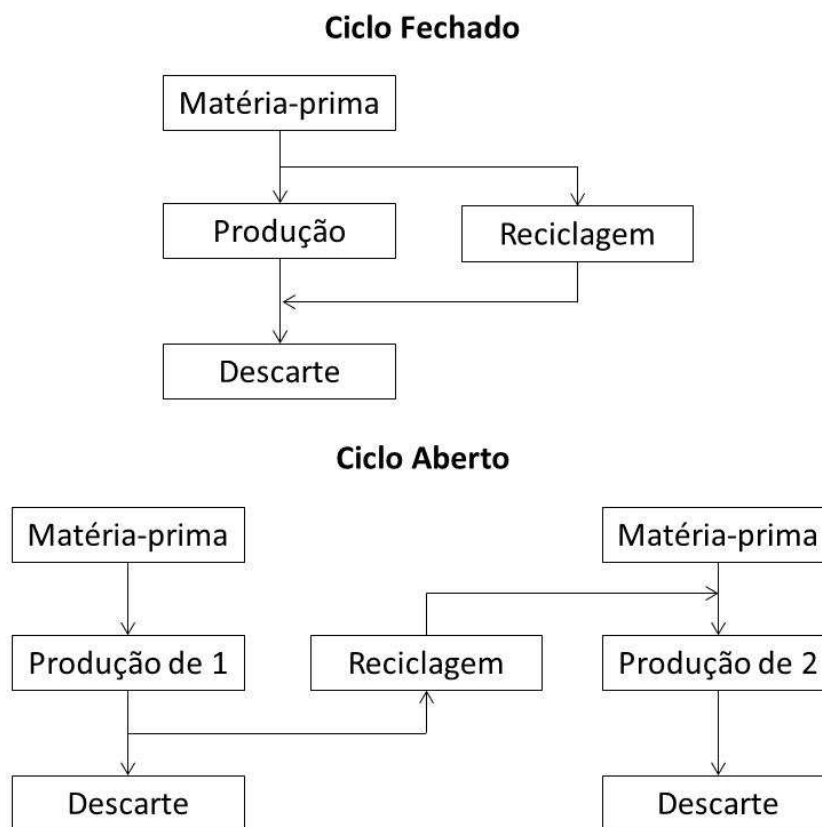 Ciclo Fechado
Matéria-prima
Produção
Reciclagem
Descarte
Ciclo Aberto
Matéria-prima
Matéria-prima
Produção de 1
Reciclagem
Produção de 2
Descarte
Descarte